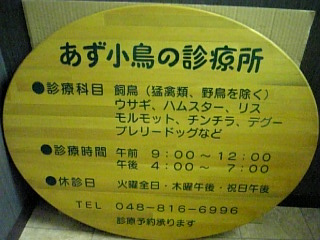 あず小鳥の診療所
●診療科目 飼鳥（猛禽類、野鳥を除く）
ウサギ、ハムスター、リス
モルモット、チンチラ、デグー
プレリードッグなど
●診療時間 午前 9：00～12：00
午後 4：00～ 7：00
●休診日 火曜全日・木曜午後・祝日午後
TEL 048-816-6996
診療予約承ります